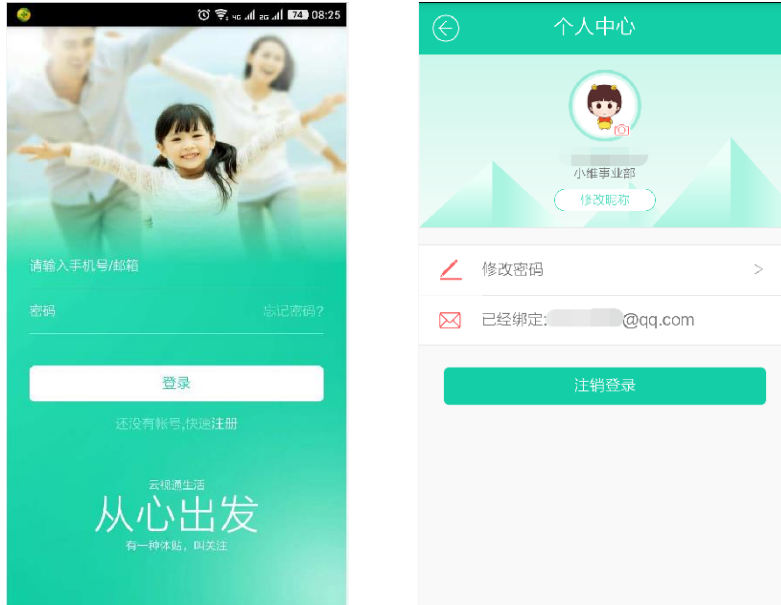 4G 2G 74 08:25
请输入手机号/邮箱
密码 忘记密码?
登录
还没有帐号,快速注册
云视通生活
从心出发
有一种体贴，叫关注
个人中心
小维事业部
修改昵称
修改密码
已经绑定: @qq.com
注销登录